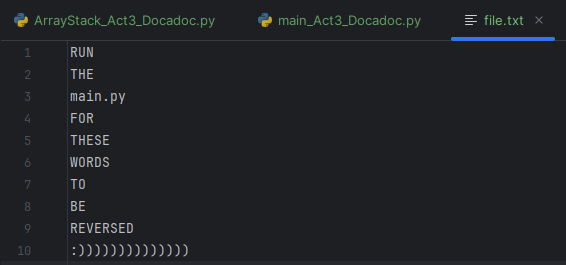 ArrayStack_Act3_Docadoc.py main_Act3_Docadoc.py file.txt
1 RUN
2 THE
3 main.py
4 FOR
5 THESE
6 WORDS
7 TO
8 BE
9 REVERSED
10 :))))))))))))))